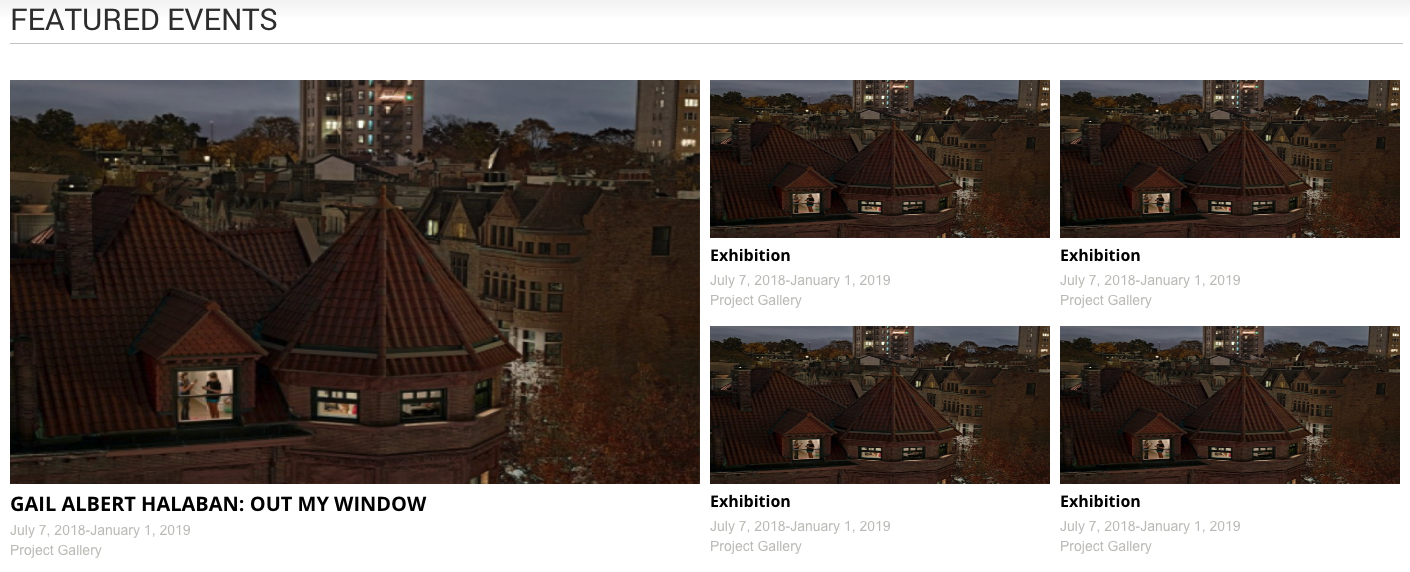 FEATURED EVENTS
GAIL ALBERT HALABAN: OUT MY WINDOW
July 7, 2018-January 1, 2019
Project Gallery
Exhibition
July 7, 2018-January 1, 2019
Project Gallery
Exhibition
July 7, 2018-January 1, 2019
Project Gallery
Exhibition
July 7, 2018-January 1, 2019
Project Gallery
Exhibition
July 7, 2018-January 1, 2019
Project Gallery